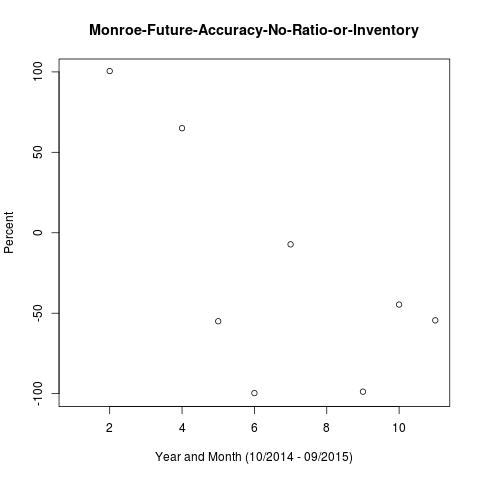 Monroe-Future-Accuracy-No-Ratio-or-Inventory
100
50
0
-50
-100
Percent
2 4 6 8 10
Year and Month (10/2014 - 09/2015)